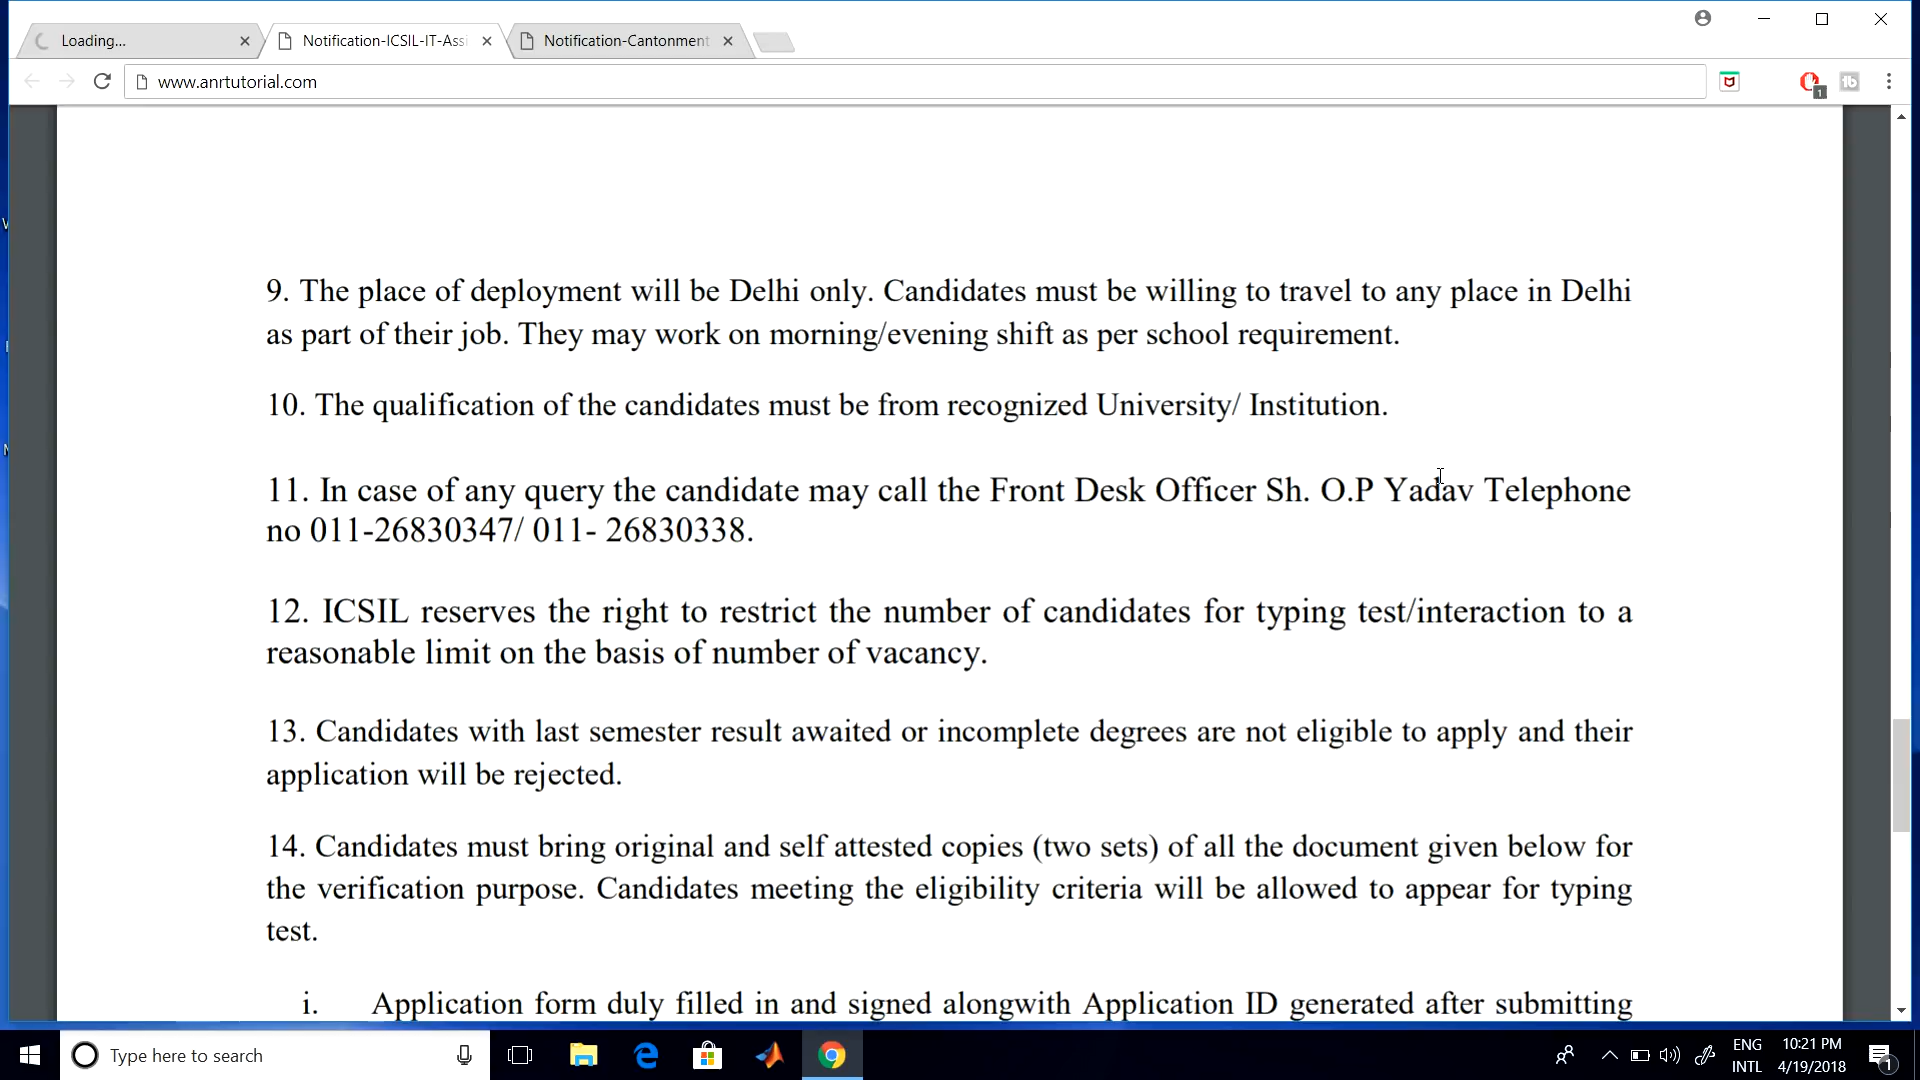 Loading...
Notification-ICSIL-IT-Assi
Notification-Cantonment
www.anrtutorial.com
1
9. The place of deployment will be Delhi only. Candidates must be willing to travel to any place in Delhi
as part of their job. They may work on morning/evening shift as per school requirement.
10. The qualification of the candidates must be from recognized University/ Institution.
11. In case of any query the candidate may call the Front Desk Officer Sh. O.P Yadav Telephone
no 011-26830347/ 011- 26830338.
12. ICSIL reserves the right to restrict the number of candidates for typing test/interaction to a
reasonable limit on the basis of number of vacancy.
13. Candidates with last semester result awaited or incomplete degrees are not eligible to apply and their
application will be rejected.
14. Candidates must bring original and self attested copies (two sets) of all the document given below for
the verification purpose. Candidates meeting the eligibility criteria will be allowed to appear for typing
test.
i. Application form duly filled in and signed alongwith Application ID generated after submitting
Type here to search
ENG
INTL
10:21 PM
4/19/2018
1